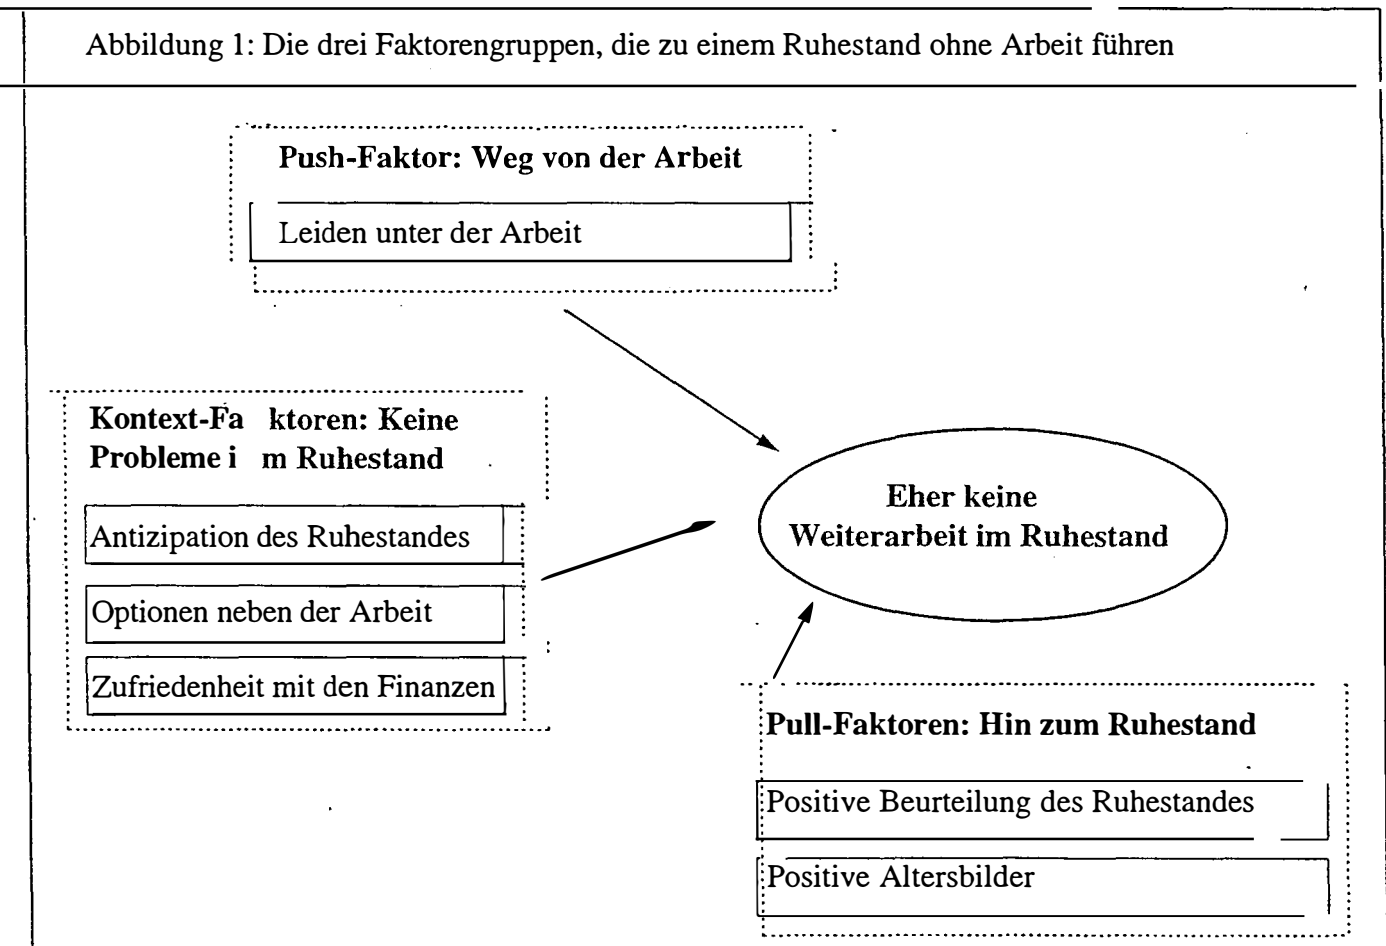 Abbildung 1: Die drei Faktorengruppen, die zu einem Ruhestand ohne Arbeit führen
Push-Faktor: Weg von der Arbeit
Leiden unter der Arbeit
Kontext-Fa ktoren: Keine
Probleme i m Ruhestand
Antizipation des Ruhestandes
Optionen neben der Arbeit
Zufriedenheit mit den Finanzen
Eher keine
Weiterarbeit im Ruhestand
Pull-Faktoren: Hin zum Ruhestand
Positive Beurteilung des Ruhestandes
Positive Altersbilder